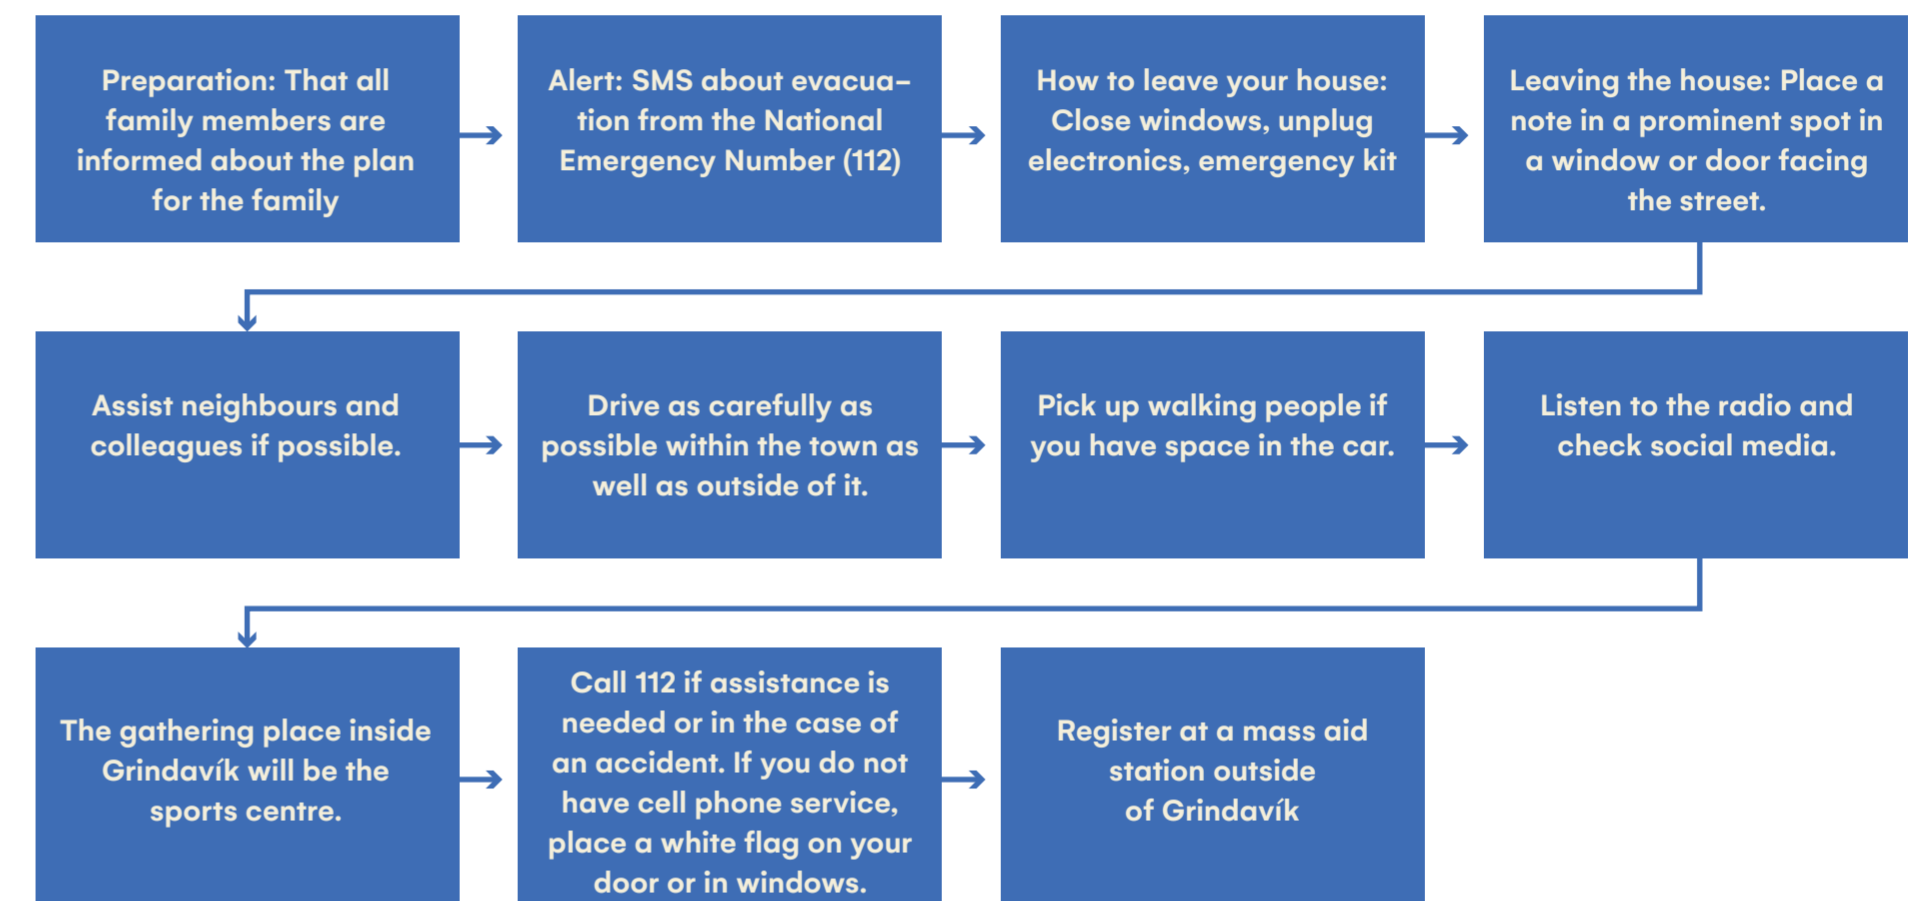 Preparation: That all
family members are
informed about the plan
for the family
Alert: SMS about evacua-
tion from the National
Emergency Number (112)
How to leave your house:
Close windows, unplug
electronics, emergency kit
Leaving the house: Place a
note in a prominent spot in
a window or door facing
the street.
Assist neighbours and
colleagues if possible.
Drive as carefully as
possible within the town as
well as outside of it.
Pick up walking people if
you have space in the car.
Listen to the radio and
check social media.
The gathering place inside
Grindavík will be the
sports centre.
Call 112 if assistance is
needed or in the case of
an accident. If you do not
have cell phone service,
place a white flag on your
door or in windows.
Register at a mass aid
station outside
of Grindavík